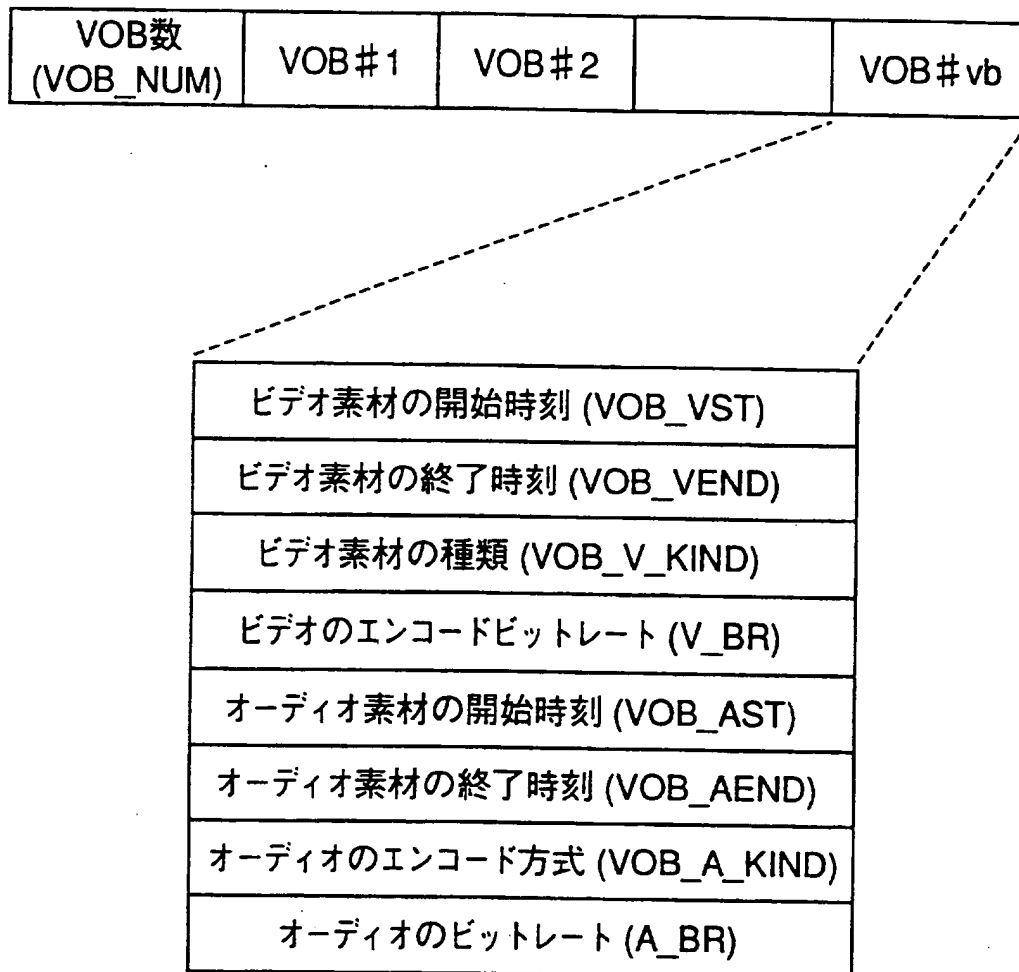 VOB数
(VOB_NUM)
VOB#1
VOB#2
VOB#vb
ビデオ素材の開始時刻 (VOB_VST)
ビデオ素材の終了時刻 (VOB_VEND)
ビデオ素材の種類 (VOB_V_KIND)
ビデオのエンコードビットレート (V_BR)
オーディオ素材の開始時刻 (VOB_AST)
オーディオ素材の終了時刻 (VOB_AEND)
オーディオのエンコード方式 (VOB_A_KIND)
オーディオのビットレート (A_BR)